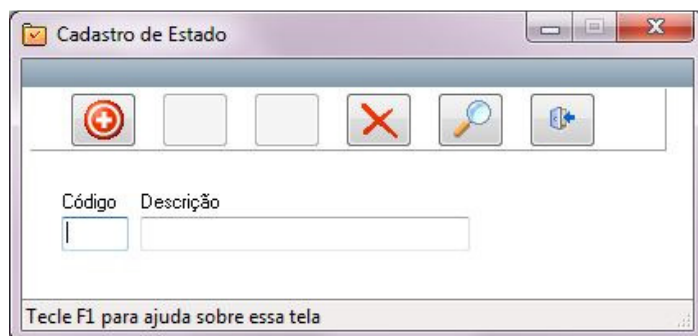 Cadastro de Estado
Código Descrição
Tecle F1 para ajuda sobre essa tela